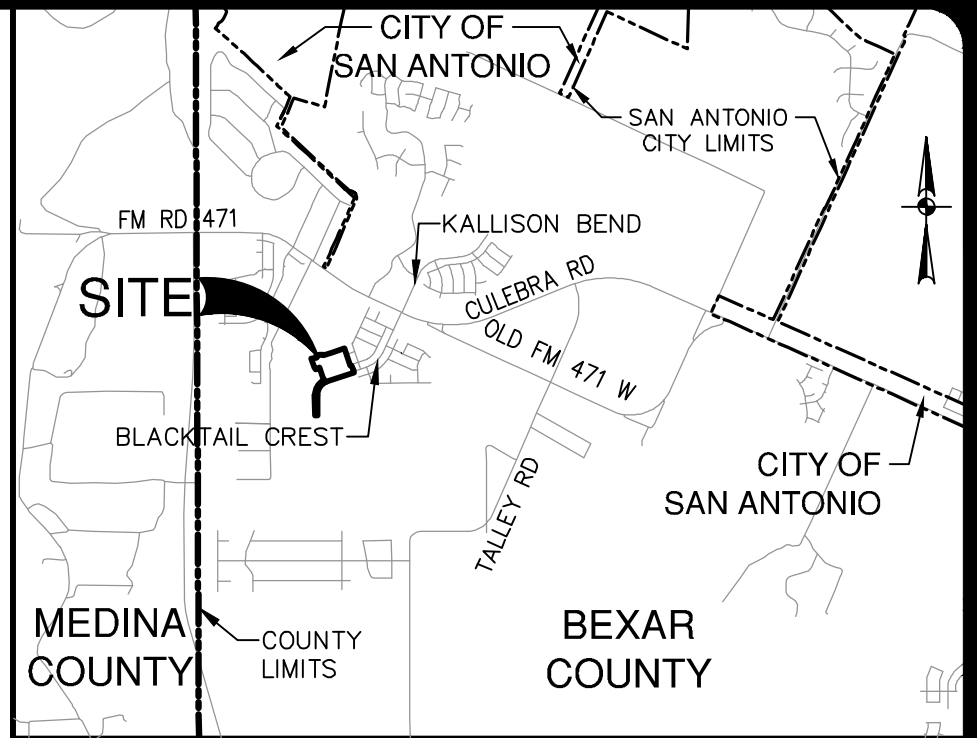 CITY OF
SAN ANTONIO
SAN ANTONIO
CITY LIMITS
FM RD 471
KALLISON BEND
SITE
CULEBRA RD
OLD FM 471 W
BLACKTAIL CREST
CITY OF
SAN ANTONIO
TALLEY RD
MEDINA
COUNTY
COUNTY
LIMITS
BEXAR
COUNTY